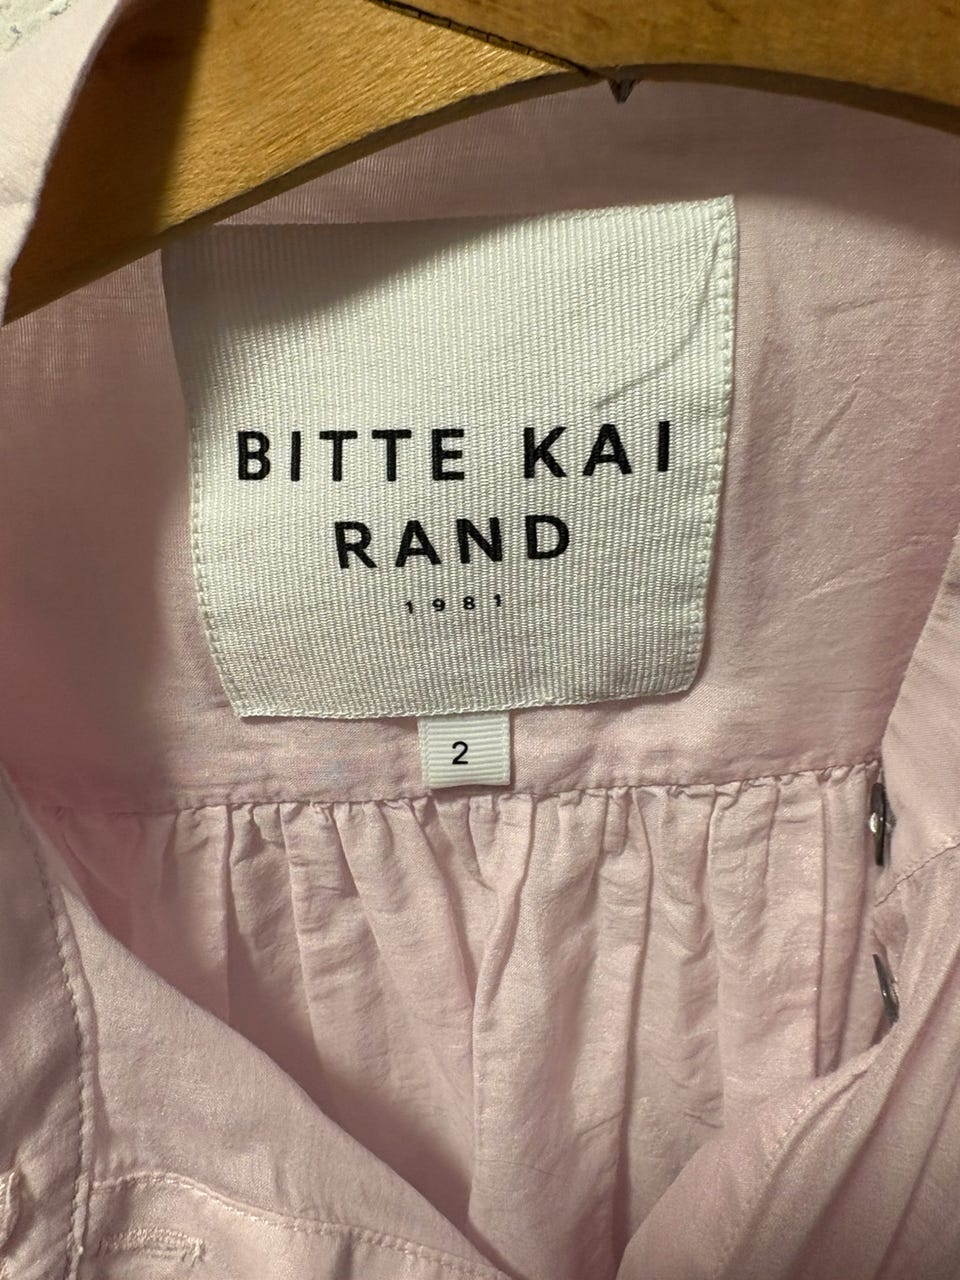 BITTE KAI
RAND
1981
2